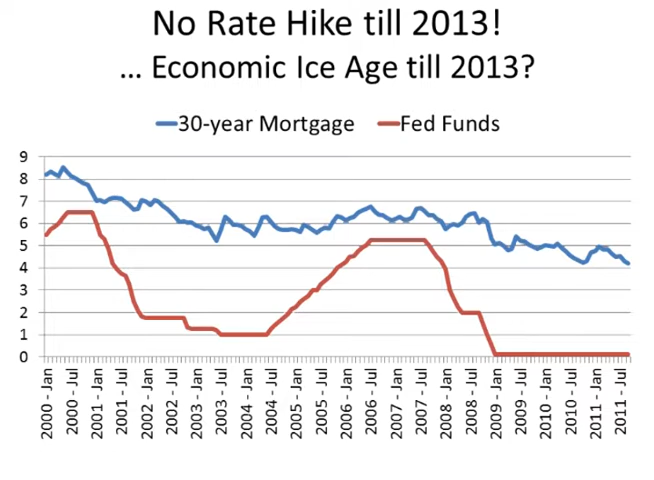 No Rate Hike till 2013!
... Economic Ice Age till 2013?
30-year Mortgage Fed Funds
9
8
7
6
5
4
3
2
1
0
2000 - Jan
2000 - Jul
2001 - Jan
2001 - Jul
2002 - Jan
2002 - Jul
2003 - Jan
2003 - Jul
2004 - Jan
2004 - Jul
2005 - Jan
2005 - Jul
2006 - Jan
2006 - Jul
2007 - Jan
2007 - Jul
2008 - Jan
2008 - Jul
2009 - Jan
2009 - Jul
2010 - Jan
2010 - Jul
2011 - Jan
2011 - Jul